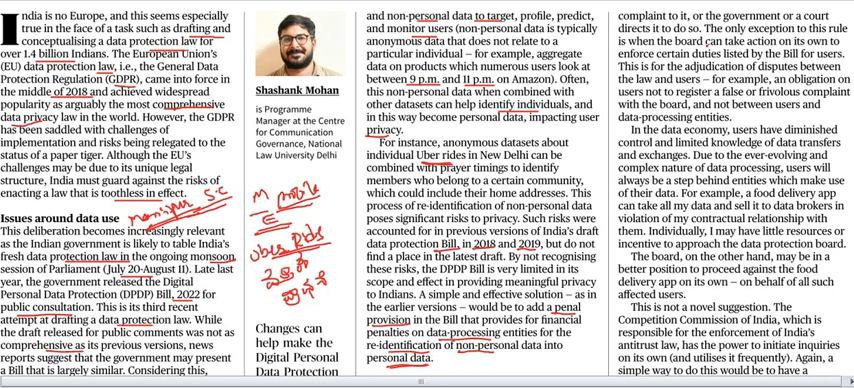 India is no Europe, and this seems especially
true in the face of a task such as drafting and
conceptualising a data protection law for
over 1.4 billion Indians. The European Union's
(EU) data protection law, i.e., the General Data
Protection Regulation (GDPR), came into force in
the middle of 2018 and achieved widespread
popularity as arguably the most comprehensive
data privacy law in the world. However, the GDPR
has been saddled with challenges of
implementation and risks being relegated to the
status of a paper tiger. Although the EU's
challenges may be due to its unique legal
structure, India must guard against the risks of
enacting a law that is toothless in effect.
Issues around data use
This deliberation becomes increasingly relevant
as the Indian government is likely to table India's
fresh data protection law in the ongoing monsoon
session of Parliament (July 20-August 11). Late last
year, the government released the Digital
Personal Data Protection (DPDP) Bill, 2022 for
public consultation. This is its third recent
attempt at drafting a data protection law. While
the draft released for public comments was not as
comprehensive as its previous versions, news
reports suggest that the government may present
a Bill that is largely similar. Considering this,
Shashank Mohan
is Programme
Manager at the Centre
for Communication
Governance, National
Law University Delhi
Changes can
help make the
Digital Personal
Data Protection
and non-personal data to target, profile, predict,
and monitor users (non-personal data is typically
anonymous data that does not relate to a
particular individual – for example, aggregate
data on products which numerous users look at
between 9 p.m. and 11 p.m. on Amazon). Often,
this non-personal data when combined with
other datasets can help identify individuals, and
in this way become personal data, impacting user
privacy.
For instance, anonymous datasets about
individual Uber rides in New Delhi can be
combined with prayer timings to identify
members who belong to a certain community,
which could include their home addresses. This
process of re-identification of non-personal data
poses significant risks to privacy. Such risks were
accounted for in previous versions of India's draft
data protection Bill, in 2018 and 2019, but do not
find a place in the latest draft. By not recognising
these risks, the DPDP Bill is very limited in its
scope and effect in providing meaningful privacy
to Indians. A simple and effective solution – as in
the earlier versions – would be to add a penal
provision in the Bill that provides for financial
penalties on data-processing entities for the
re-identification of non-personal data into
personal data.
complaint to it, or the government or a court
directs it to do so. The only exception to this rule
is when the board can take action on its own to
enforce certain duties listed by the Bill for users.
This is for the adjudication of disputes between
the law and users – for example, an obligation on
users not to register a false or frivolous complaint
with the board, and not between users and
data-processing entities.
In the data economy, users have diminished
control and limited knowledge of data transfers
and exchanges. Due to the ever-evolving and
complex nature of data processing, users will
always be a step behind entities which make use
of their data. For example, a food delivery app
can take all my data and sell it to data brokers in
violation of my contractual relationship with
them. Individually, I may have little resources or
incentive to approach the data protection board.
The board, on the other hand, may be in a
better position to proceed against the food
delivery app on its own – on behalf of all such
affected users.
This is not a novel suggestion. The
Competition Commission of India, which is
responsible for the enforcement of India's
antitrust law, has the power to initiate inquiries
on its own (and utilises it frequently). Again, a
simple way to do this would be to have a